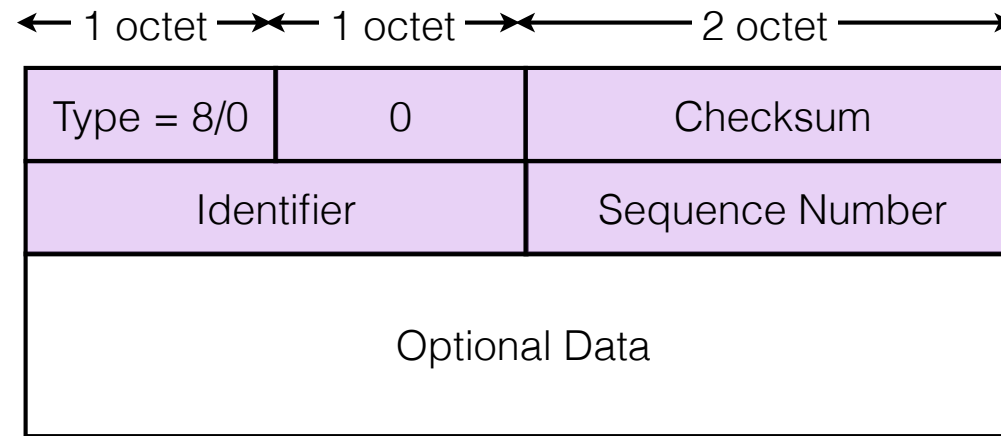 1 octet 1 octet 2 octet
Type = 8/0 0 Checksum
Identifier Sequence Number
Optional Data